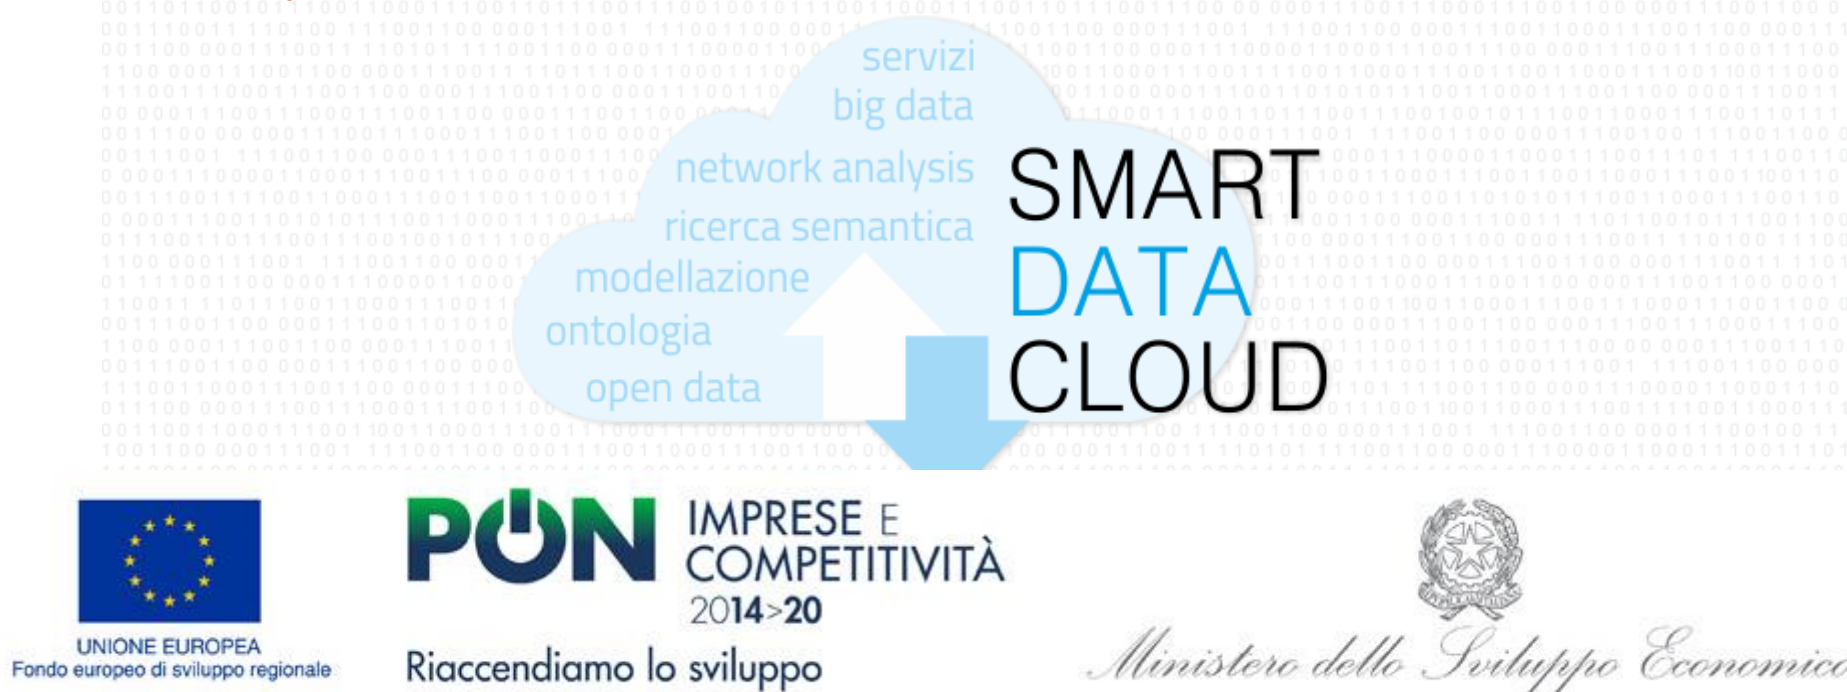 servizi
big data
network analysis
ricerca semantica
modellazione
ontologia
open data
SMART
DATA
CLOUD
UNIONE EUROPEA
Fondo europeo di sviluppo regionale
PON
IMPRESE E
COMPETITIVITÀ
2014>20
Riaccendiamo lo sviluppo
Ministero dello Sviluppo Economico